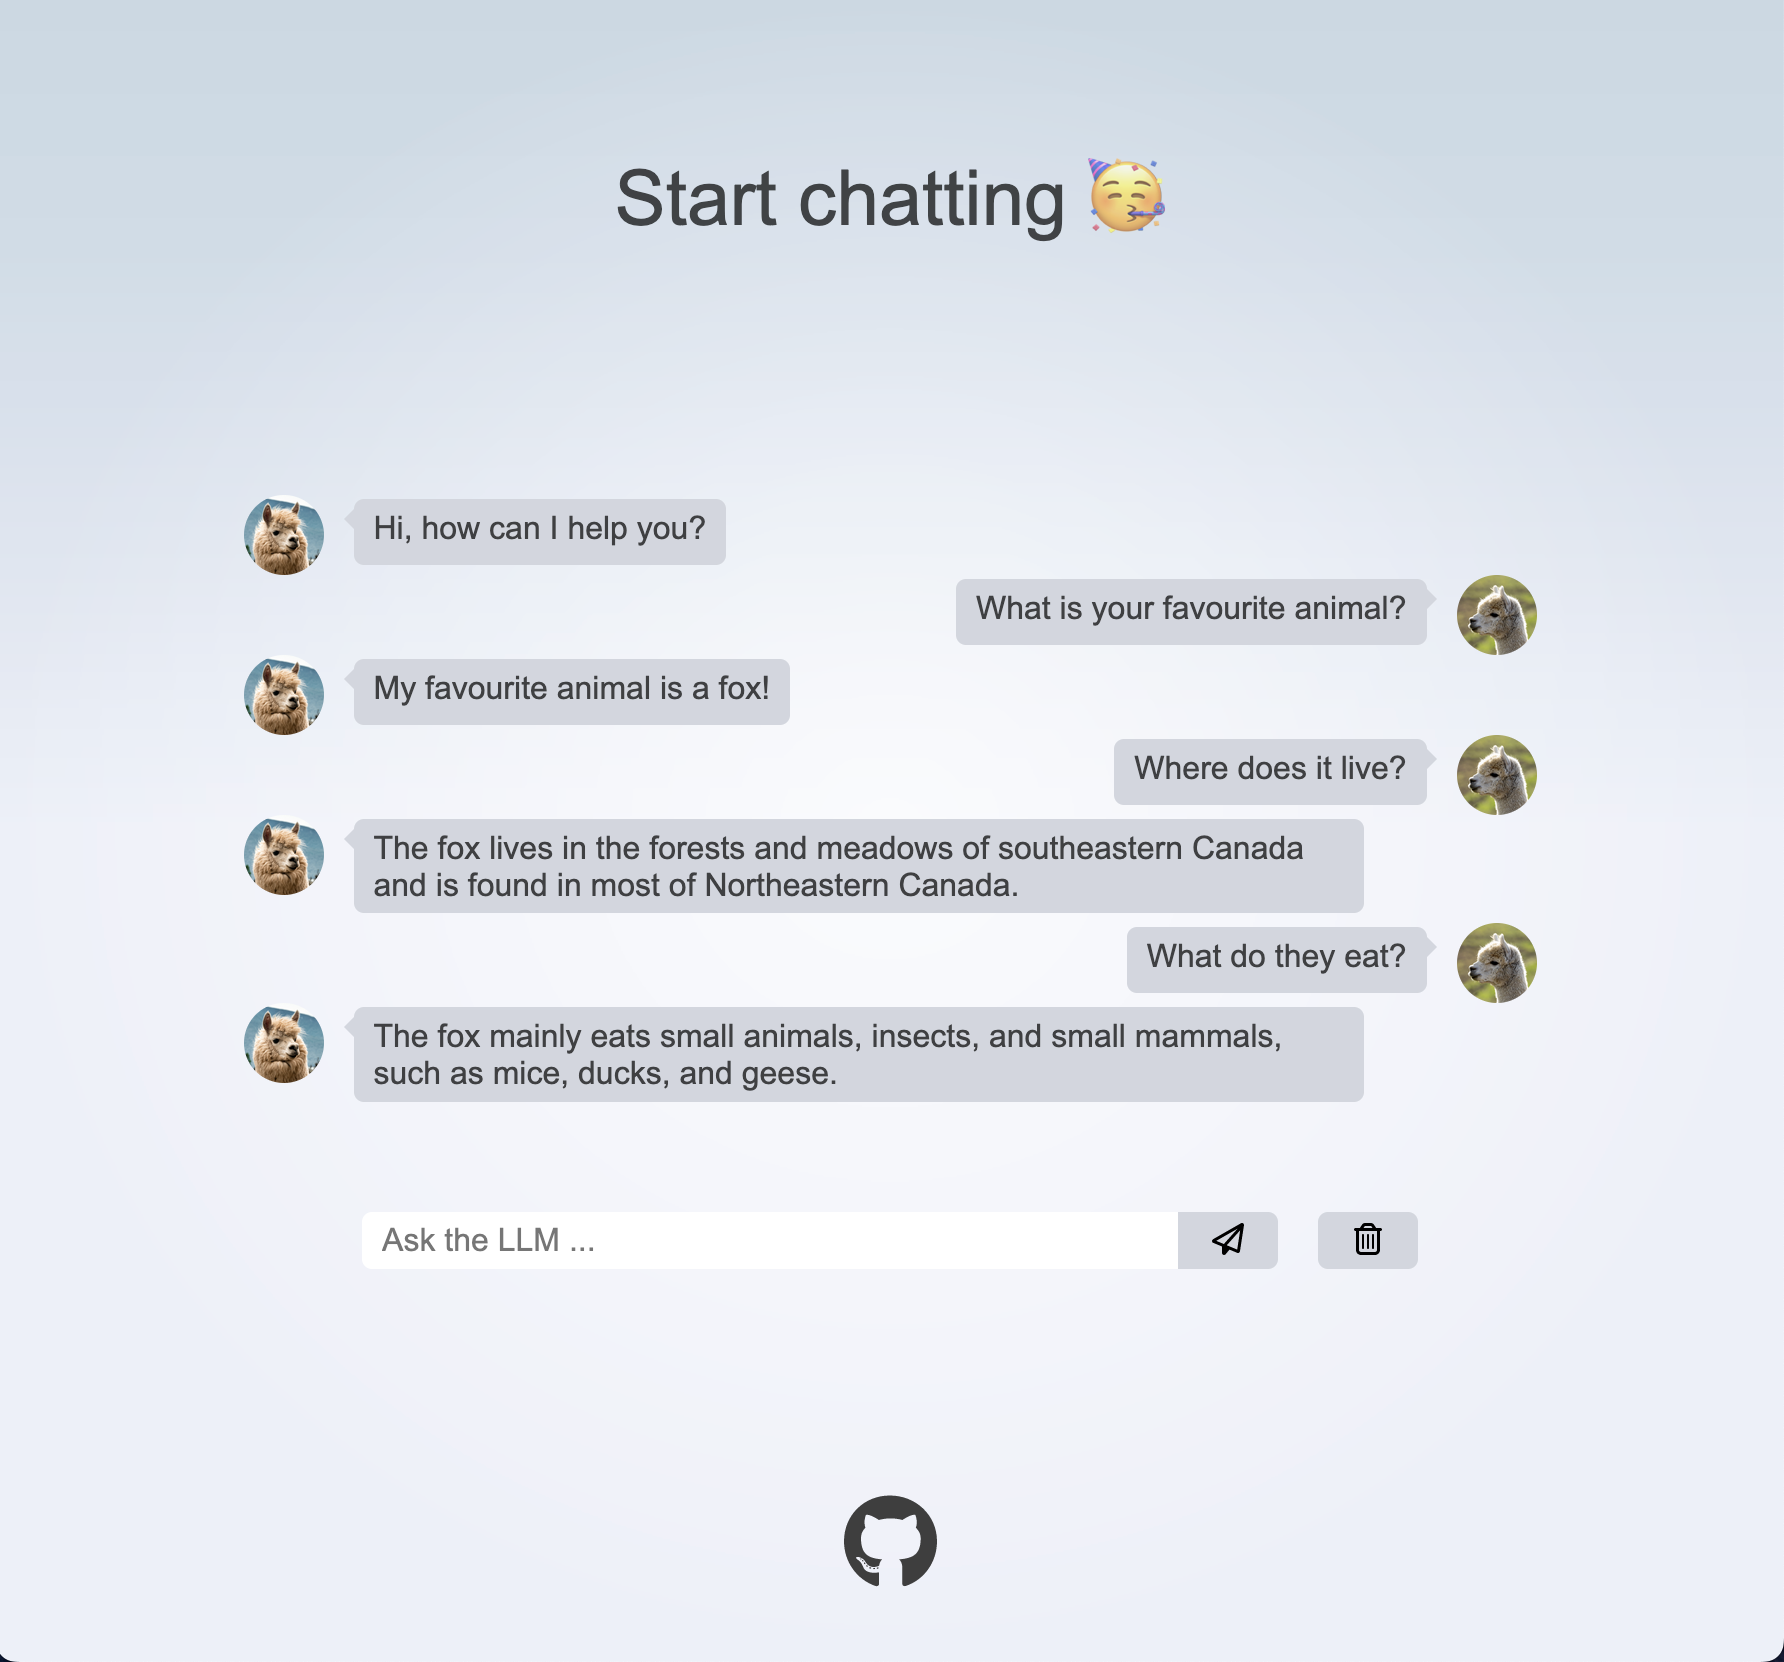 Start chatting 🥳
Hi, how can I help you?
What is your favourite animal?
My favourite animal is a fox!
Where does it live?
The fox lives in the forests and meadows of southeastern Canada
and is found in most of Northeastern Canada.
What do they eat?
The fox mainly eats small animals, insects, and small mammals,
such as mice, ducks, and geese.
Ask the LLM ...